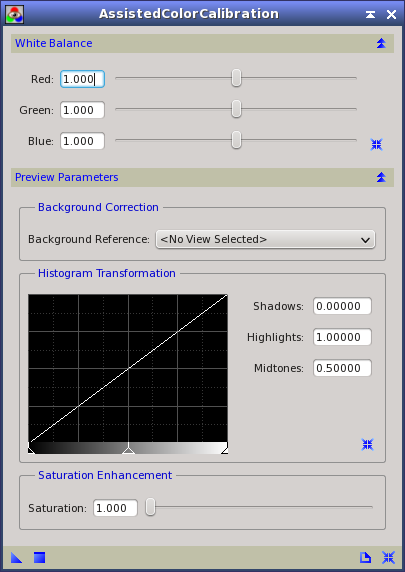 AssistedColorCalibration
White Balance
Red: 1.000
Green: 1.000
Blue: 1.000
Preview Parameters
Background Correction
Background Reference: <No View Selected>
Histogram Transformation
Shadows: 0.00000
Highlights: 1.00000
Midtones: 0.50000
Saturation Enhancement
Saturation: 1.000